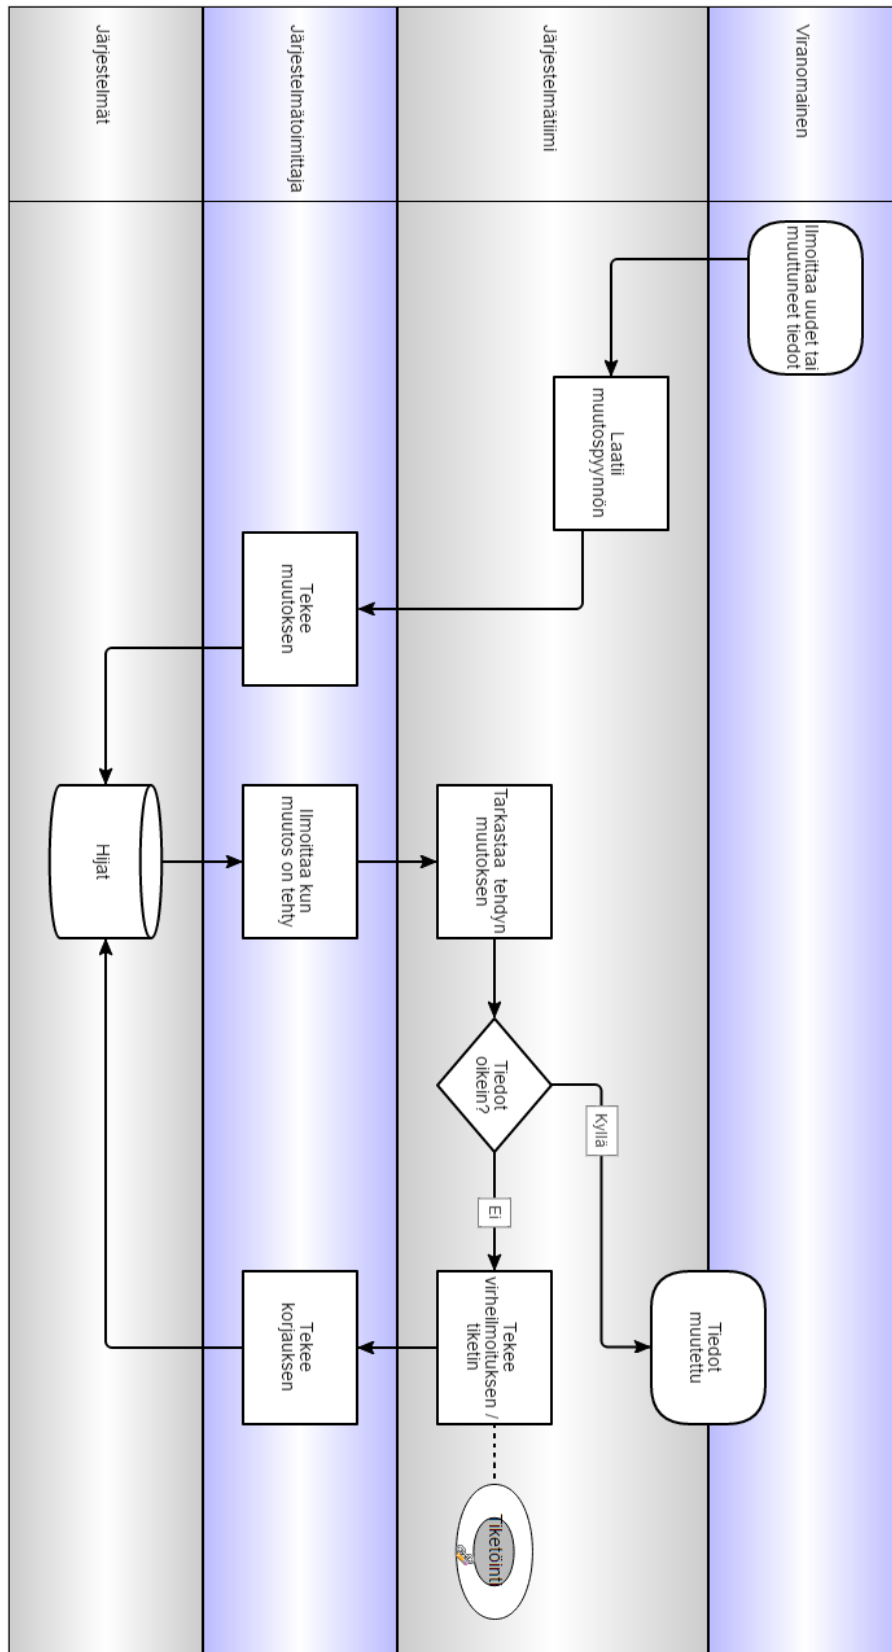 Viranomainen
Ilmoittaa uudet tai
muuttuneet tiedot
Tiedot
muutettu
Järjestelmätiimi
Laatii
muutospyynnön
Tarkastaa tehdyn
muutoksen
Tiedot
oikein?
Kyllä
Ei
Tekee
virheilmoituksen /
tiketin
Tiketöinti
Järjestelmätoimittaja
Tekee
muutoksen
Ilmoittaa kun
muutos on tehty
Tekee
korjauksen
Järjestelmät
Hijat